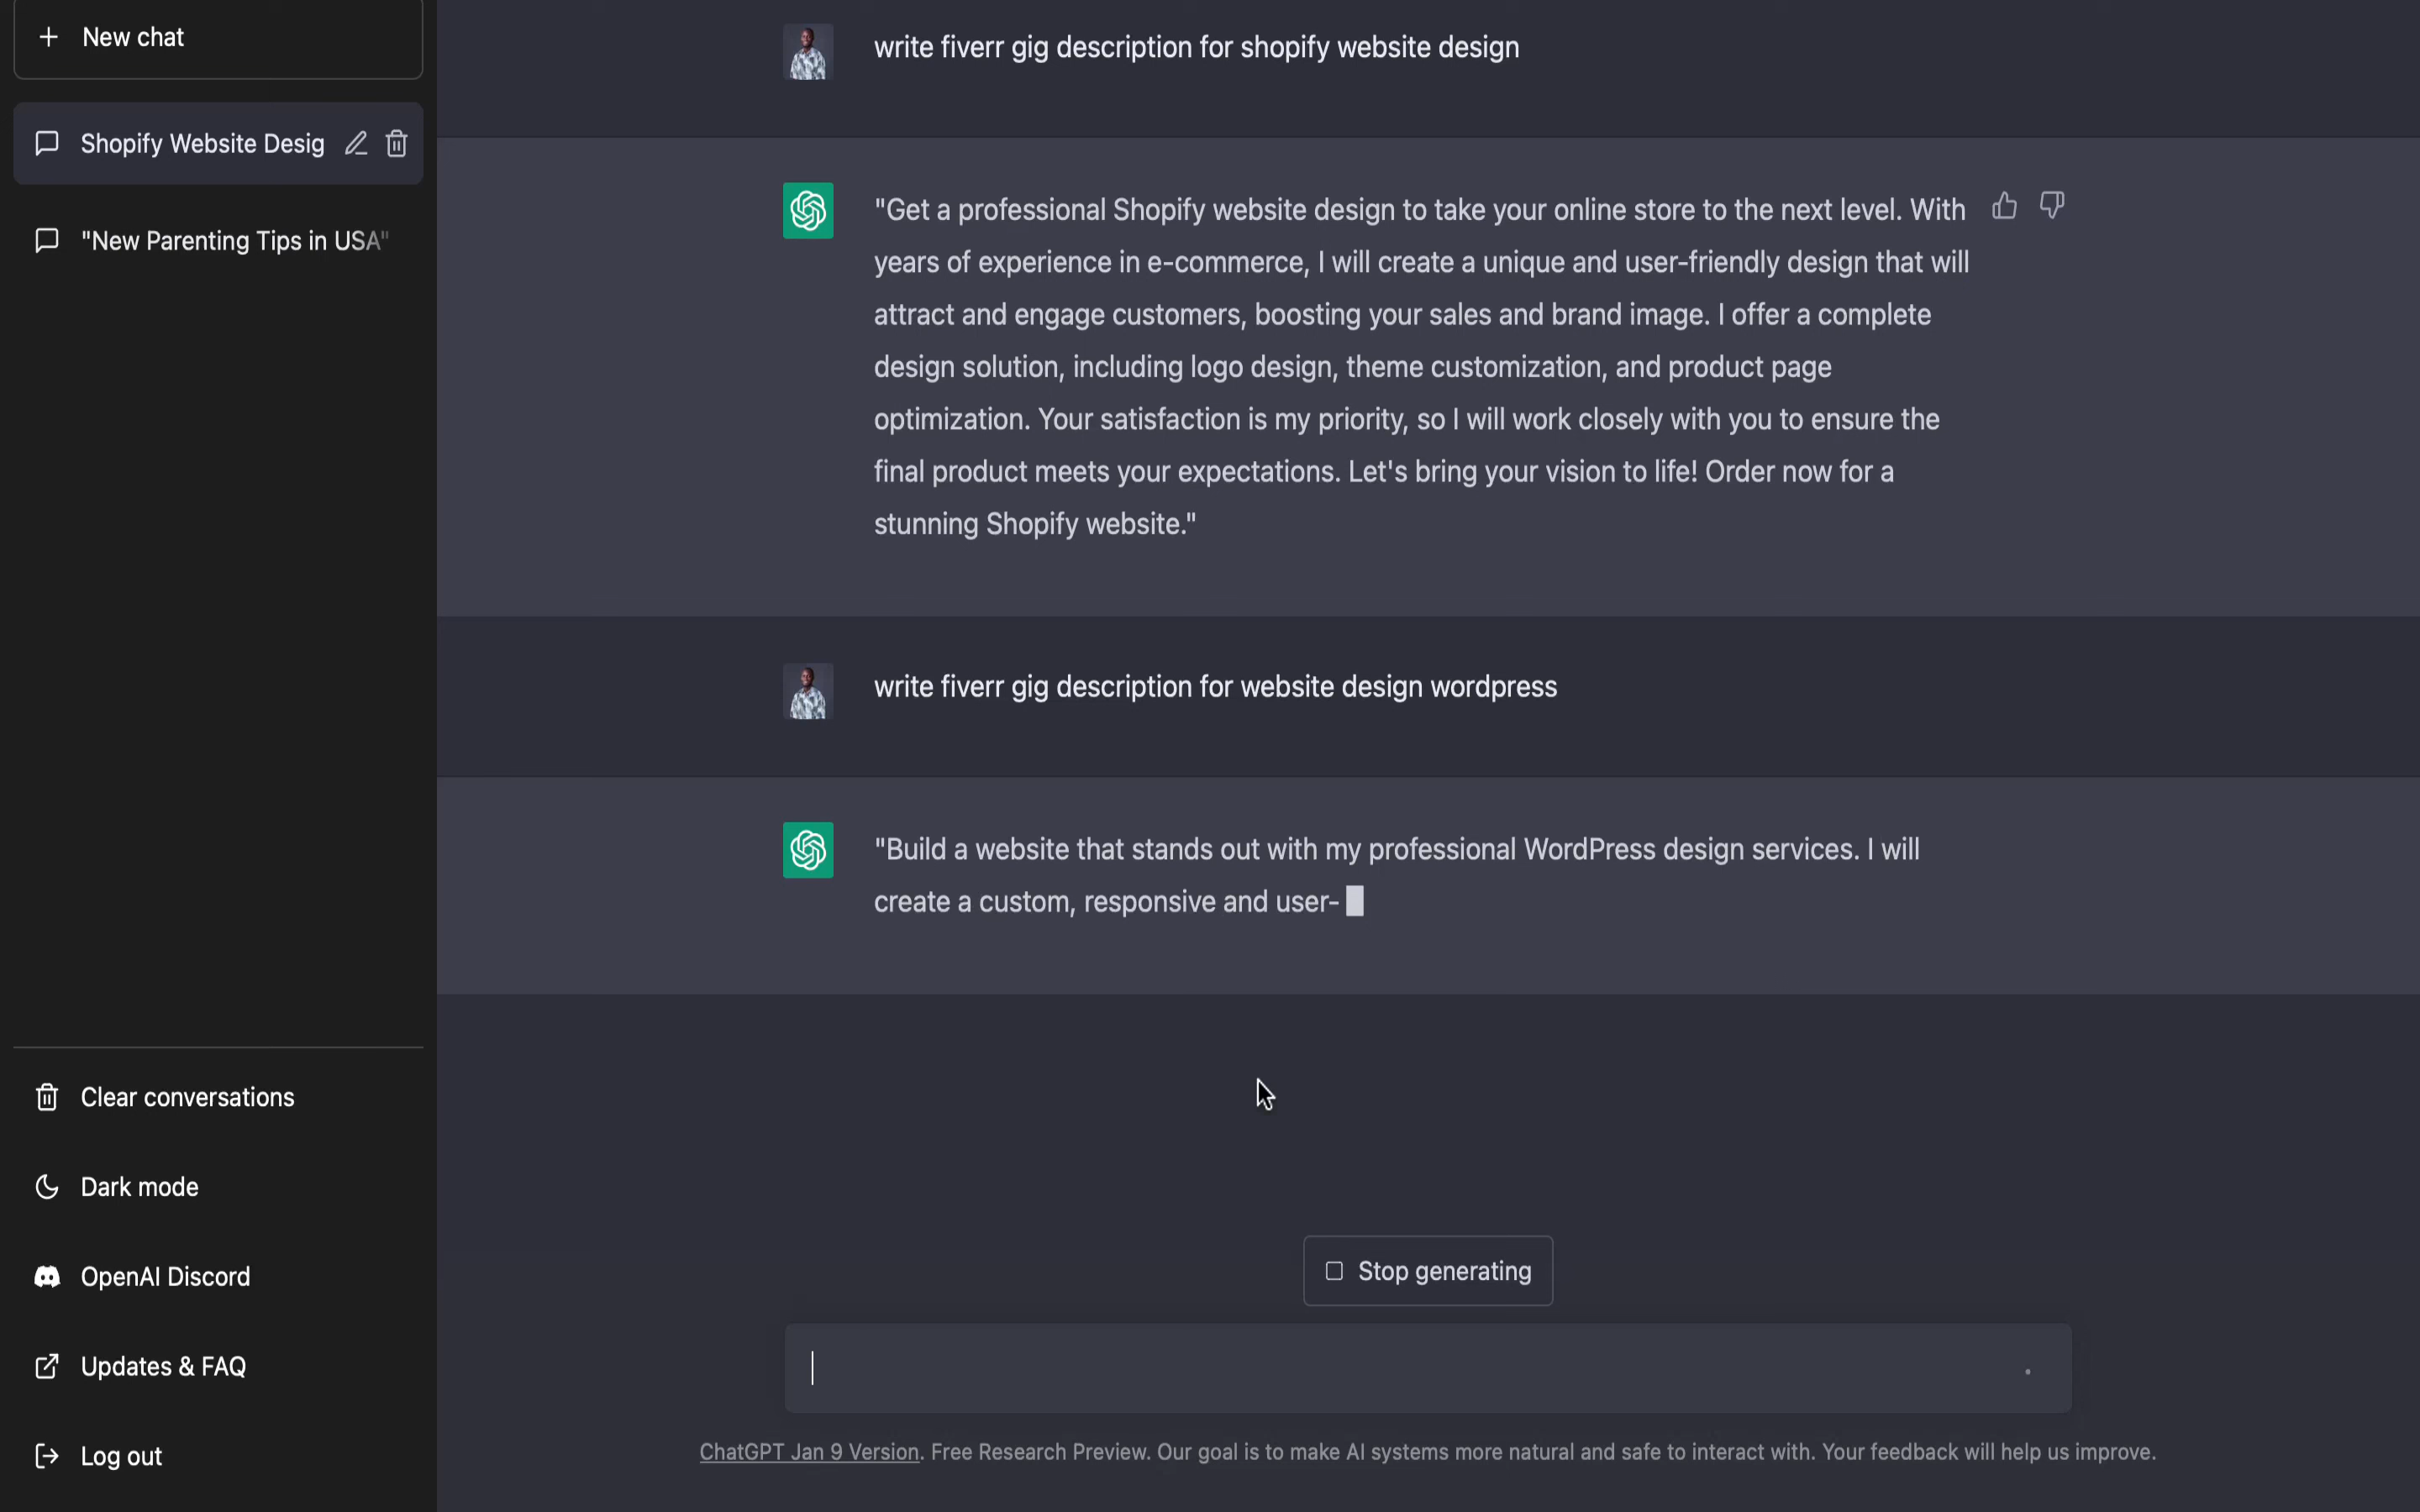 New chat
Shopify Website Desig
"New Parenting Tips in USA"
Clear conversations
Dark mode
OpenAI Discord
Updates & FAQ
Log out
write fiverr gig description for shopify website design
"Get a professional Shopify website design to take your online store to the next level. With
years of experience in e-commerce, I will create a unique and user-friendly design that will
attract and engage customers, boosting your sales and brand image. I offer a complete
design solution, including logo design, theme customization, and product page
optimization. Your satisfaction is my priority, so I will work closely with you to ensure the
final product meets your expectations. Let's bring your vision to life! Order now for a
stunning Shopify website."
write fiverr gig description for website design wordpress
"Build a website that stands out with my professional WordPress design services. I will
create a custom, responsive and user-
Stop generating
ChatGPT Jan 9 Version. Free Research Preview. Our goal is to make AI systems more natural and safe to interact with. Your feedback will help us improve.